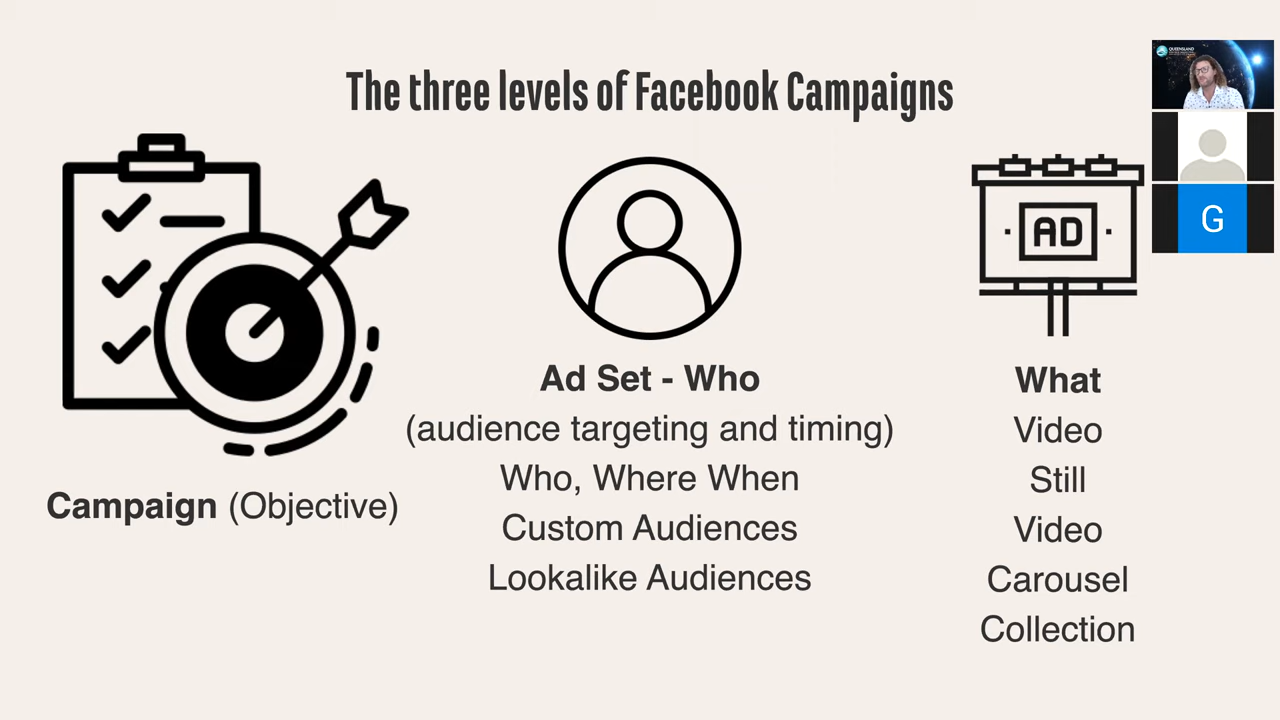 The three levels of Facebook Campaigns
QUEENSLAND
AD
G
Ad Set - Who
(audience targeting and timing)
Who, Where When
Custom Audiences
Lookalike Audiences
What
Video
Still
Video
Carousel
Collection
Campaign (Objective)